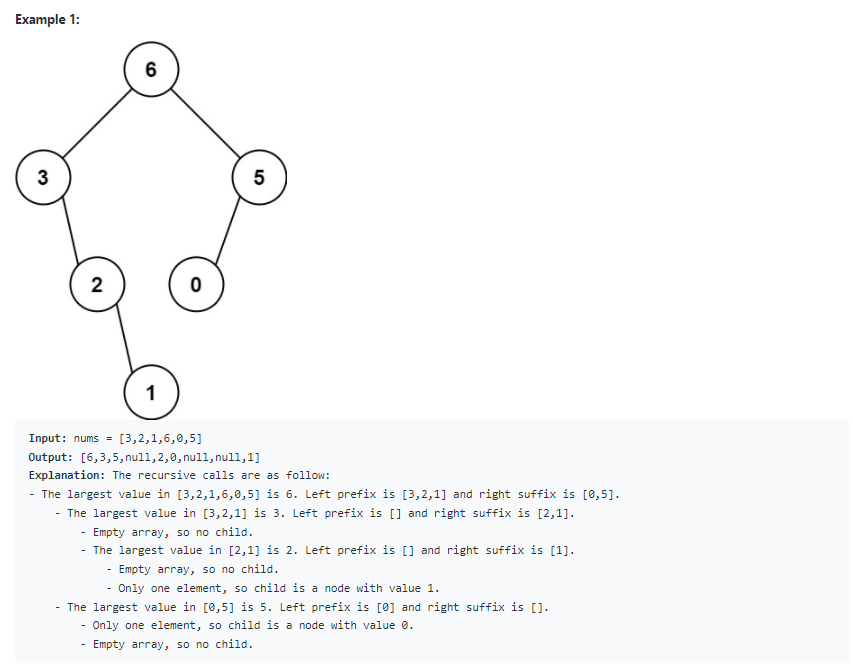 Example 1:
6
3
5
2
0
1
Input: nums = [3,2,1,6,0,5]
Output: [6,3,5,null,2,0,null,null,1]
Explanation: The recursive calls are as follow:
- The largest value in [3,2,1,6,0,5] is 6. Left prefix is [3,2,1] and right suffix is [0,5].
- The largest value in [3,2,1] is 3. Left prefix is [] and right suffix is [2,1].
- Empty array, so no child.
- The largest value in [2,1] is 2. Left prefix is [] and right suffix is [1].
- Empty array, so no child.
- Only one element, so child is a node with value 1.
- The largest value in [0,5] is 5. Left prefix is [0] and right suffix is [].
- Only one element, so child is a node with value 0.
- Empty array, so no child.